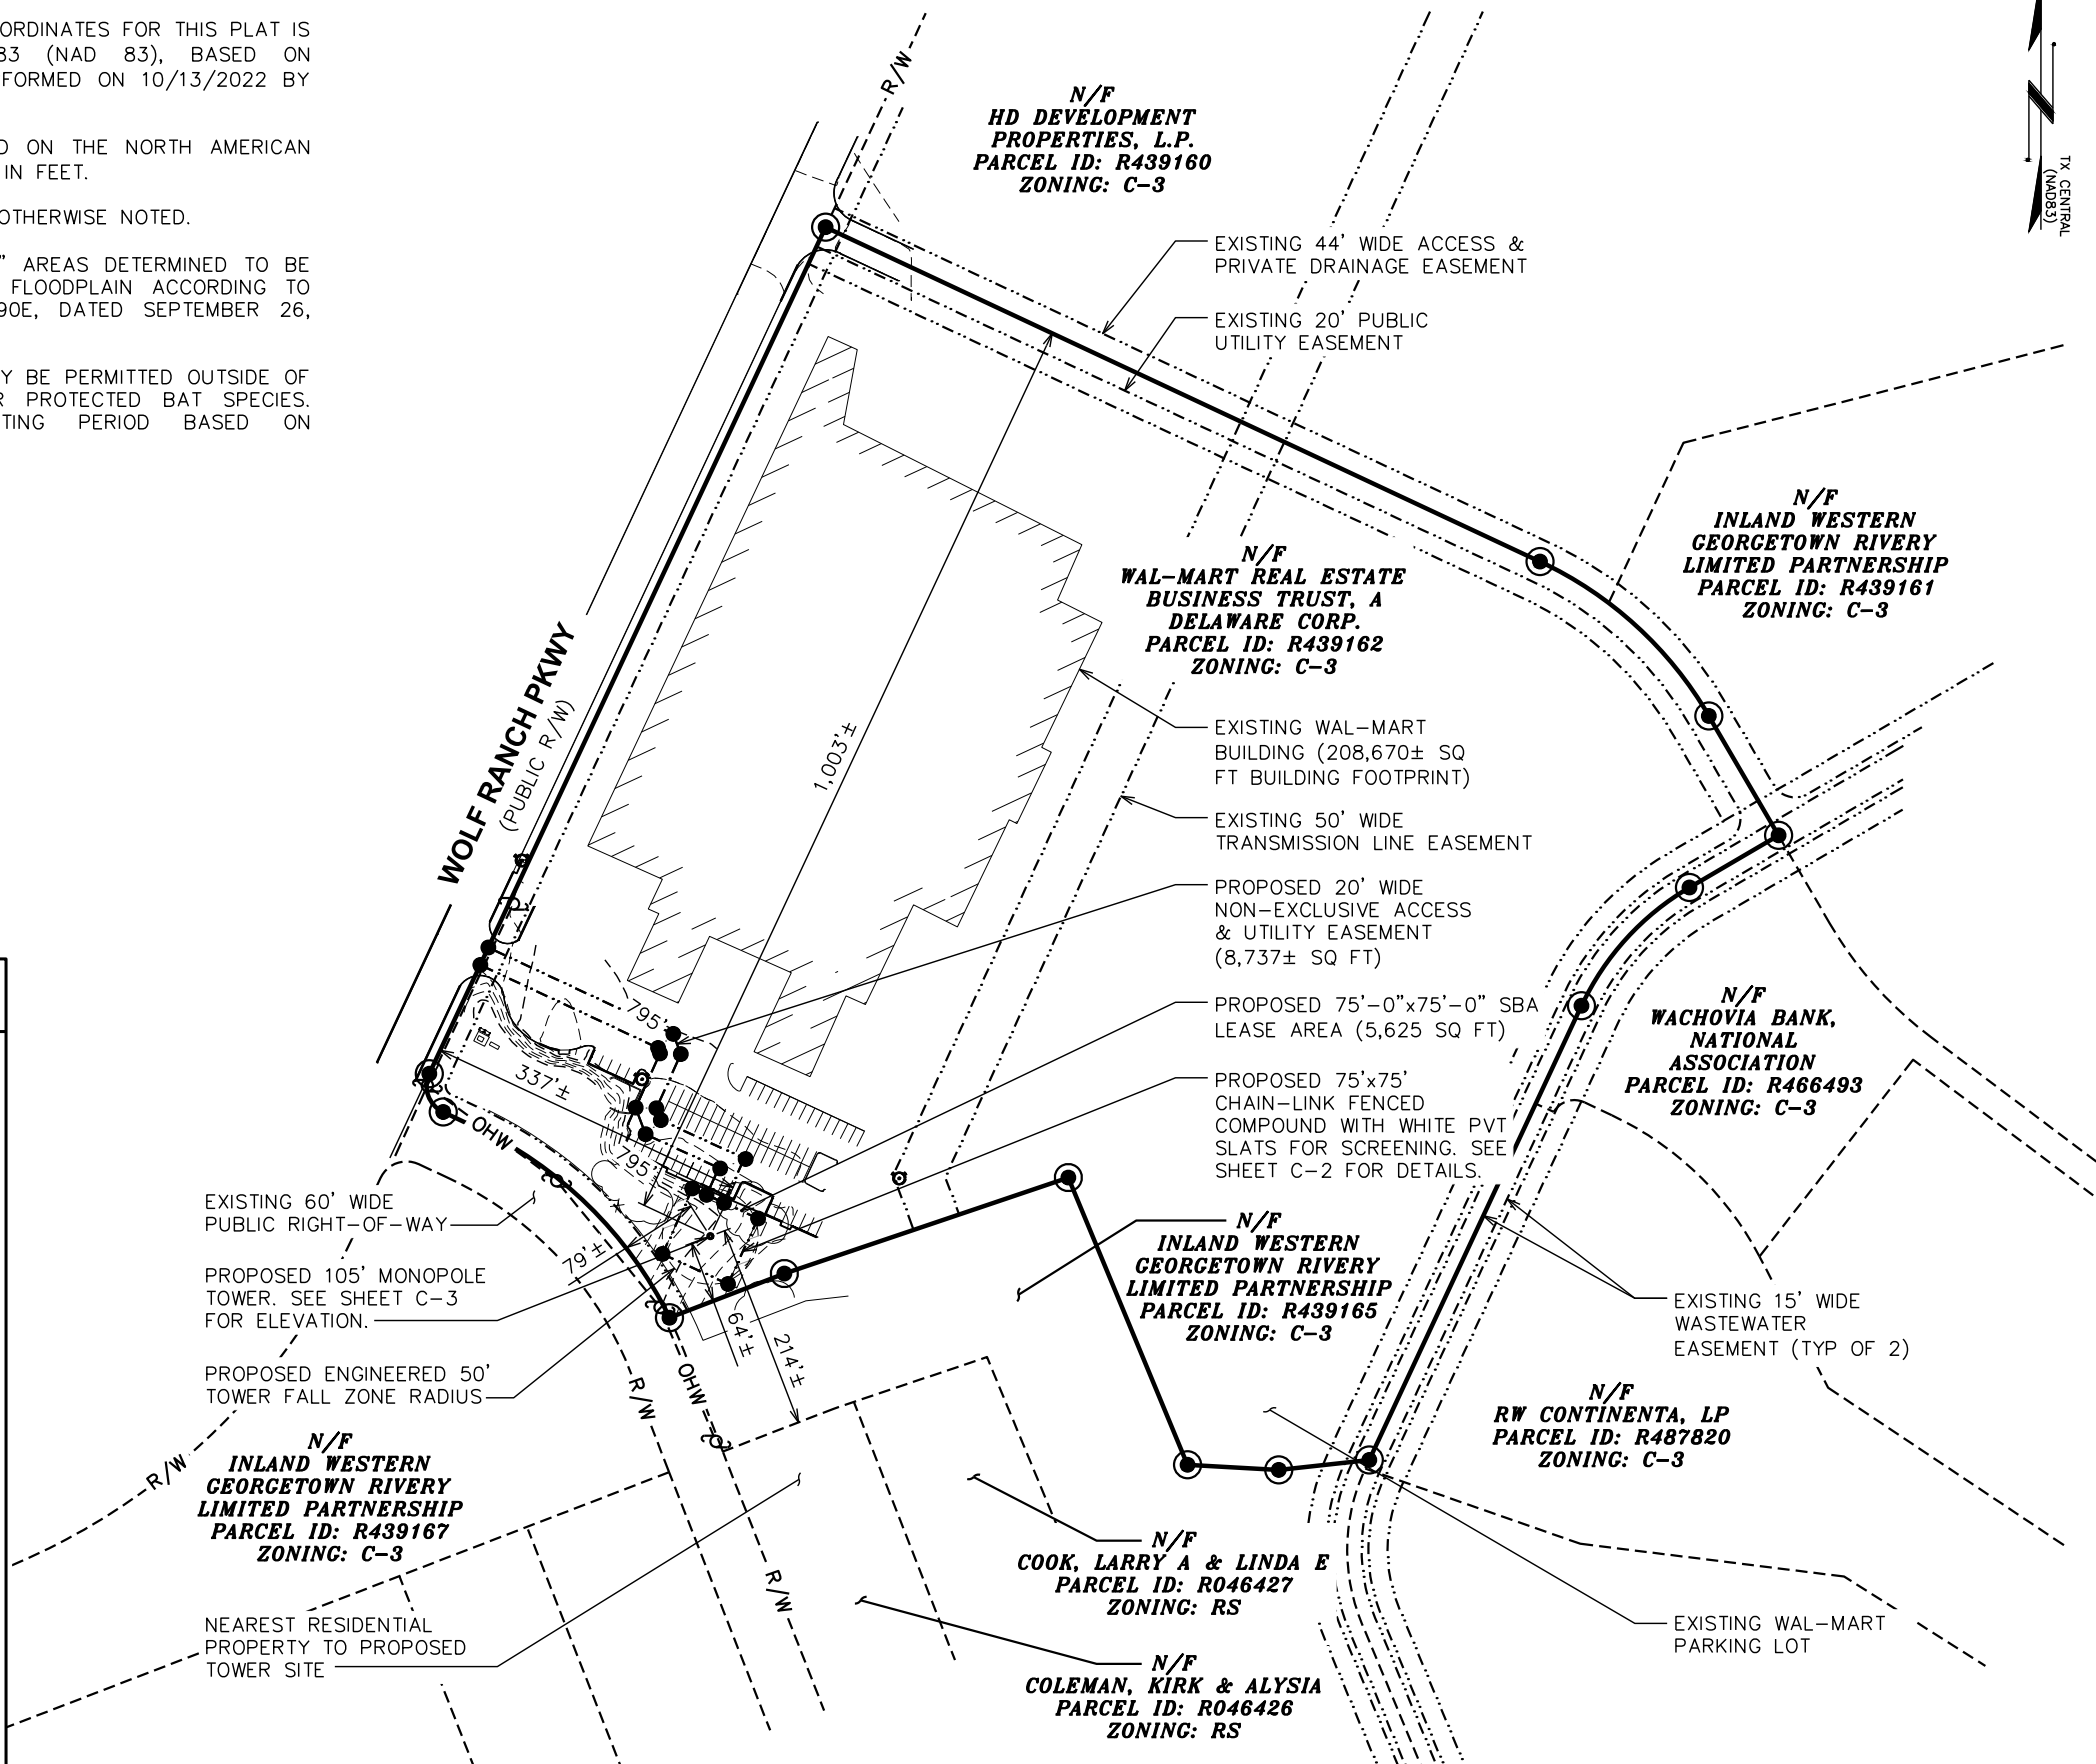 ORDINATES FOR THIS PLAT IS
83 (NAD 83), BASED ON
FORMED ON 10/13/2022 BY
ON THE NORTH AMERICAN
IN FEET.
OTHERWISE NOTED.
AREAS DETERMINED TO BE
FLOODPLAIN ACCORDING TO
90E, DATED SEPTEMBER 26,
BE PERMITTED OUTSIDE OF
PROTECTED BAT SPECIES.
TING PERIOD BASED ON
TX CENTRAL
(NAD83)
R/W
N/F
HD DEVELOPMENT
PROPERTIES, L.P.
PARCEL ID: R439160
ZONING: C-3
EXISTING 44' WIDE ACCESS &
PRIVATE DRAINAGE EASEMENT
EXISTING 20' PUBLIC
UTILITY EASEMENT
N/F
INLAND WESTERN
GEORGETOWN RIVERY
LIMITED PARTNERSHIP
PARCEL ID: R439161
ZONING: C-3
N/F
WAL-MART REAL ESTATE
BUSINESS TRUST, A
DELAWARE CORP.
PARCEL ID: R439162
ZONING: C-3
WOLF RANCH PKWY
(PUBLIC R/W)
1,003'±
EXISTING WAL-MART
BUILDING (208,670± SQ
FT BUILDING FOOTPRINT)
EXISTING 50' WIDE
TRANSMISSION LINE EASEMENT
PROPOSED 20' WIDE
NON-EXCLUSIVE ACCESS
& UTILITY EASEMENT
(8,737± SQ FT)
PROPOSED 75'-0"x75'-0" SBA
LEASE AREA (5,625 SQ FT)
PROPOSED 75'x75'
CHAIN-LINK FENCED
COMPOUND WITH WHITE PVT
SLATS FOR SCREENING. SEE
SHEET C-2 FOR DETAILS.
N/F
WACHOVIA BANK,
NATIONAL
ASSOCIATION
PARCEL ID: R466493
ZONING: C-3
795'
337'±
OHW
795'
79'±
64'±
214'±
OHW
R/W
EXISTING 60' WIDE
PUBLIC RIGHT-OF-WAY
PROPOSED 105' MONOPOLE
TOWER. SEE SHEET C-3
FOR ELEVATION.
PROPOSED ENGINEERED 50'
TOWER FALL ZONE RADIUS
N/F
INLAND WESTERN
GEORGETOWN RIVERY
LIMITED PARTNERSHIP
PARCEL ID: R439165
ZONING: C-3
EXISTING 15' WIDE
WASTEWATER
EASEMENT (TYP OF 2)
N/F
RW CONTINENTA, LP
PARCEL ID: R487820
ZONING: C-3
R/W
N/F
INLAND WESTERN
GEORGETOWN RIVERY
LIMITED PARTNERSHIP
PARCEL ID: R439167
ZONING: C-3
R/W
N/F
COOK, LARRY A & LINDA E
PARCEL ID: R046427
ZONING: RS
NEAREST RESIDENTIAL
PROPERTY TO PROPOSED
TOWER SITE
N/F
COLEMAN, KIRK & ALYSIA
PARCEL ID: R046426
ZONING: RS
EXISTING WAL-MART
PARKING LOT